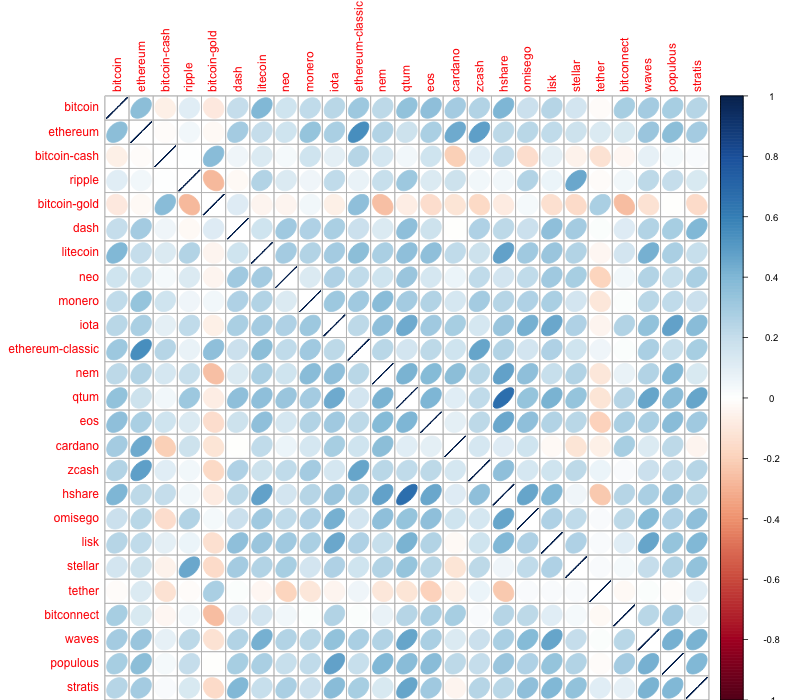 bitcoin
ethereum
bitcoin-cash
ripple
bitcoin-gold
dash
litecoin
neo
monero
iota
ethereum-classic
nem
qtum
eos
cardano
zcash
hshare
omisego
lisk
stellar
tether
bitconnect
waves
populous
stratis
bitcoin
ethereum
bitcoin-cash
ripple
bitcoin-gold
dash
litecoin
neo
monero
iota
ethereum-classic
nem
qtum
eos
cardano
zcash
hshare
omisego
lisk
stellar
tether
bitconnect
waves
populous
stratis
1
0.8
0.6
0.4
0.2
0
-0.2
-0.4
-0.6
-0.8